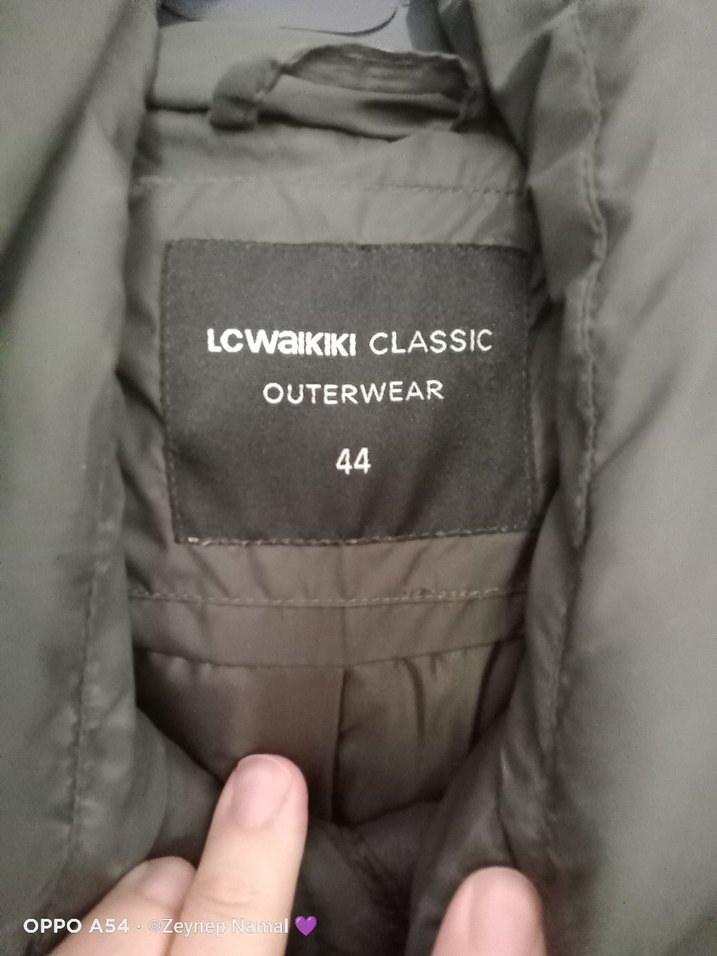 LCWAIKIKI CLASSIC
OUTERWEAR
44
OPPO A54 · ©Zeynep Namal 💜